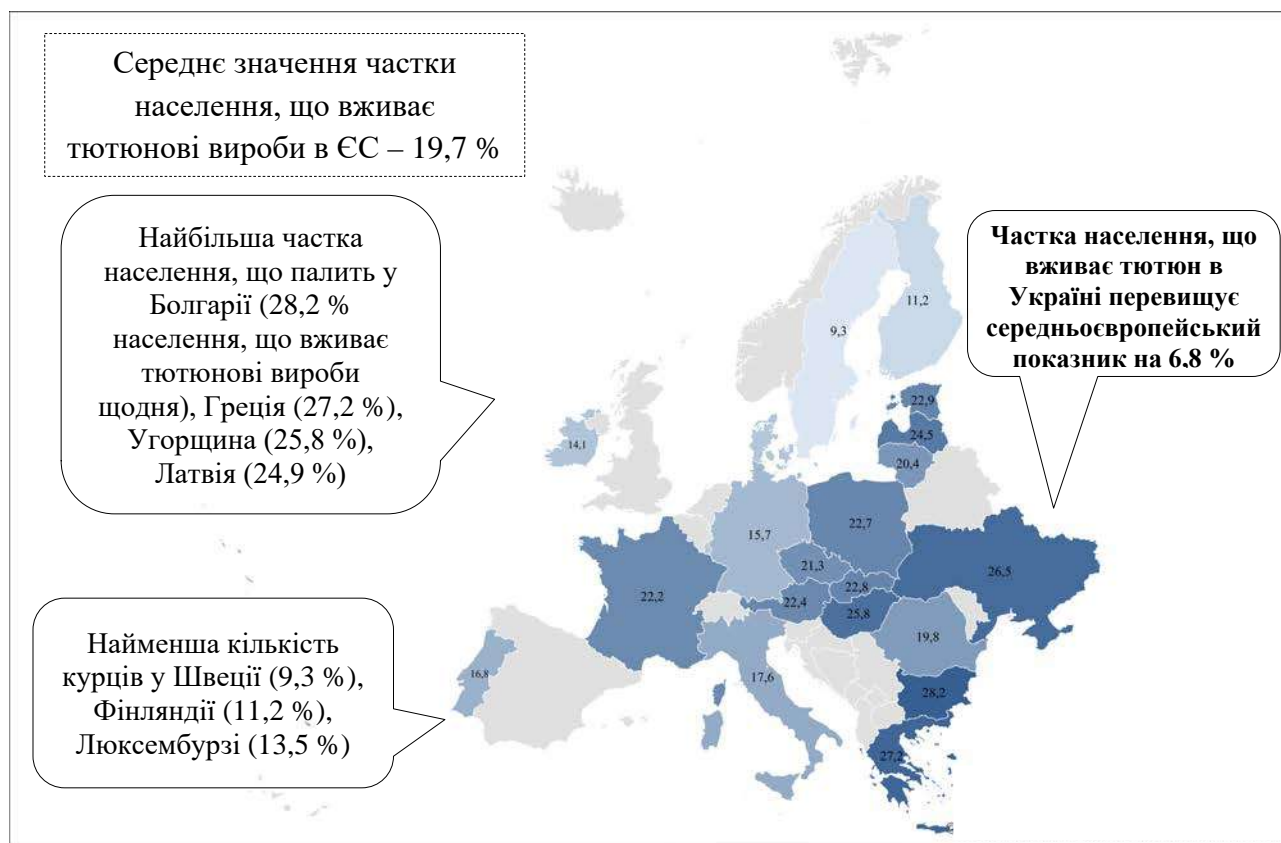 Середнє значення частки
населення, що вживає
тютюнові вироби в ЄС – 19,7 %
Найбільша частка
населення, що палить у
Болгарії (28,2 %
населення, що вживає
тютюнові вироби
щодня), Греція (27,2 %),
Угорщина (25,8 %),
Латвія (24,9 %)
Частка населення, що
вживає тютюн в
Україні перевищує
середньоєвропейський
показник на 6,8 %
Найменша кількість
курців у Швеції (9,3 %),
Фінляндії (11,2 %),
Люксембурзі (13,5 %)
11,2
9,3
22,9
24,5
20,4
14,1
15,7
22,7
21,3
22,8
26,5
22,2
22,4
25,8
19,8
16,8
17,6
28,2
27,2